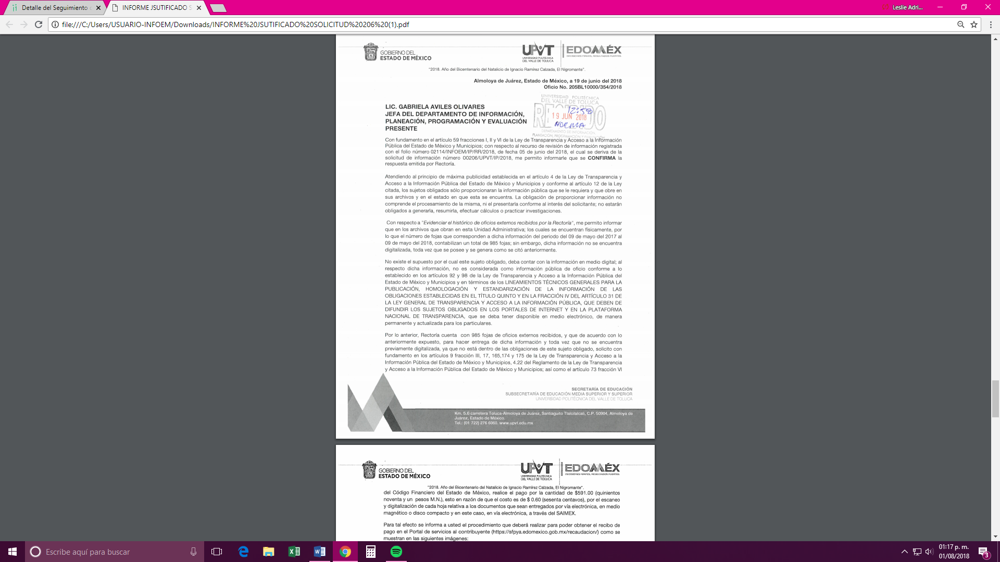 Detalle del Seguimiento
INFORME JSUTIFICADO S
Leslie Adri...
file:///C:/Users/USUARIO-INFOEM/Downloads/INFORME%20JSUTIFICADO%20SOLICITUD%20206%20(1).pdf
GOBIERNO DEL
ESTADO DE MÉXICO
UPVT
UNIVERSIDAD POLITÉCNICA
DEL VALLE DE TOLUCA
EDOMÉX
DECISIONES FIRMES, RESULTADOS FUERTES.
"2018. Año del Bicentenario del Natalicio de Ignacio Ramírez Calzada, El Nigromante".
Almoloya de Juárez, Estado de México, a 19 de junio del 2018
Oficio No. 205BL10000/354/2018
UNIVERSIDAD POLITÉCNICA
DEL VALLE DE TOLUCA
RECIBIDO
12:58
19 JUN 2018
NORMA
DEPARTAMENTO DE INFORMACIÓN,
PLANEACIÓN, PROGRAMACIÓN Y EVALUACIÓN
LIC. GABRIELA AVILES OLIVARES
JEFA DEL DEPARTAMENTO DE INFORMACIÓN,
PLANEACIÓN, PROGRAMACIÓN Y EVALUACIÓN
PRESENTE
Con fundamento en el artículo 59 fracciones I, II y VI de la Ley de Transparencia y Acceso a la Información
Pública del Estado de México y Municipios; con respecto al recurso de revisión de información registrada
con el folio número 02114/INFOEM/IP/RR/2018, de fecha 05 de junio del 2018, el cual se deriva de la
solicitud de información número 00206/UPVT/IP/2018, me permito informarle que se CONFIRMA la
respuesta emitida por Rectoría.
Atendiendo al principio de máxima publicidad establecida en el artículo 4 de la Ley de Transparencia y
Acceso a la Información Pública del Estado de México y Municipios y conforme al artículo 12 de la Ley
citada, los sujetos obligados sólo proporcionaran la información pública que se le requiera y que obre en
sus archivos y en el estado en que esta se encuentra. La obligación de proporcionar información no
comprende el procesamiento de la misma, ni el presentarla conforme al interés del solicitante; no estarán
obligados a generarla, resumirla, efectuar cálculos o practicar investigaciones.
Con respecto a "Evidenciar el histórico de oficios externos recibidos por la Rectoría", me permito informar
que en los archivos que obran en esta Unidad Administrativa; los cuales se encuentran físicamente, por
lo que el número de fojas que corresponden a dicha información del periodo del 09 de mayo del 2017 al
09 de mayo del 2018, contabilizan un total de 985 fojas; sin embargo, dicha información no se encuentra
digitalizada, toda vez que se posee y se genera como se citó anteriormente.
No existe el supuesto por el cual este sujeto obligado, deba contar con la información en medio digital; al
respecto dicha información, no es considerada como información pública de oficio conforme a lo
establecido en los artículos 92 y 98 de la Ley de Transparencia y Acceso a la Información Pública del
Estado de México y Municipios y en términos de los LINEAMIENTOS TÉCNICOS GENERALES PARA LA
PUBLICACIÓN, HOMOLOGACIÓN Y ESTANDARIZACIÓN DE LA INFORMACIÓN DE LAS
OBLIGACIONES ESTABLECIDAS EN EL TÍTULO QUINTO Y EN LA FRACCIÓN IV DEL ARTÍCULO 31 DE
LA LEY GENERAL DE TRANSPARENCIA Y ACCESO A LA INFORMACIÓN PÚBLICA, QUE DEBEN DE
DIFUNDIR LOS SUJETOS OBLIGADOS EN LOS PORTALES DE INTERNET Y EN LA PLATAFORMA
NACIONAL DE TRANSPARENCIA, que se deba tener disponible en medio electrónico, de manera
permanente y actualizada para los particulares.
Por lo anterior, Rectoría cuenta con 985 fojas de oficios externos recibidos, y que de acuerdo con lo
anteriormente expuesto, para hacer entrega de dicha información y toda vez que no se encuentra
previamente digitalizada, ya que no está dentro de las obligaciones de este sujeto obligado, solicito con
fundamento en los artículos 9 fracción III, 17, 165,174 y 175 de la Ley de Transparencia y Acceso a la
Información Pública del Estado de México y Municipios, 4.22 del Reglamento de la Ley de Transparencia
y Acceso a la Información Pública del Estado de México y Municipios; así como el artículo 73 fracción VI
SECRETARÍA DE EDUCACIÓN
SUBSECRETARÍA DE EDUCACIÓN MEDIA SUPERIOR Y SUPERIOR
UNIVERSIDAD POLITÉCNICA DEL VALLE DE TOLUCA
Km. 5.6 carretera Toluca-Almoloya de Juárez, Santiaguito Tlalcilalcali, C.P. 50904, Almoloya de
Juárez, Estado de México.
Tel.: (01 722) 276 6060. www.upvt.edu.mx
GOBIERNO DEL
ESTADO DE MÉXICO
UPVT
UNIVERSIDAD POLITÉCNICA
DEL VALLE DE TOLUCA
EDOMÉX
DECISIONES FIRMES, RESULTADOS FUERTES.
"2018. Año del Bicentenario del Natalicio de Ignacio Ramírez Calzada, El Nigromante".
del Código Financiero del Estado de México, realice el pago por la cantidad de $591.00 (quinientos
noventa y un pesos M.N.), esto en razón de que el costo es de $ 0.60 (sesenta centavos), por el escaneo
y digitalización de cada hoja relativa a los documentos que sean entregados por vía electrónica, en medio
magnético o disco compacto y en este caso, en vía electrónica, a través del SAIMEX.
Para tal efecto se informa a usted el procedimiento que deberá realizar para poder obtener el recibo de
pago en el Portal de servicios al contribuyente (https://sfpya.edomexico.gob.mx/recaudacion/) como se
muestran en las siguientes imágenes:
Escribe aquí para buscar
01:17 p. m.
01/08/2018
3